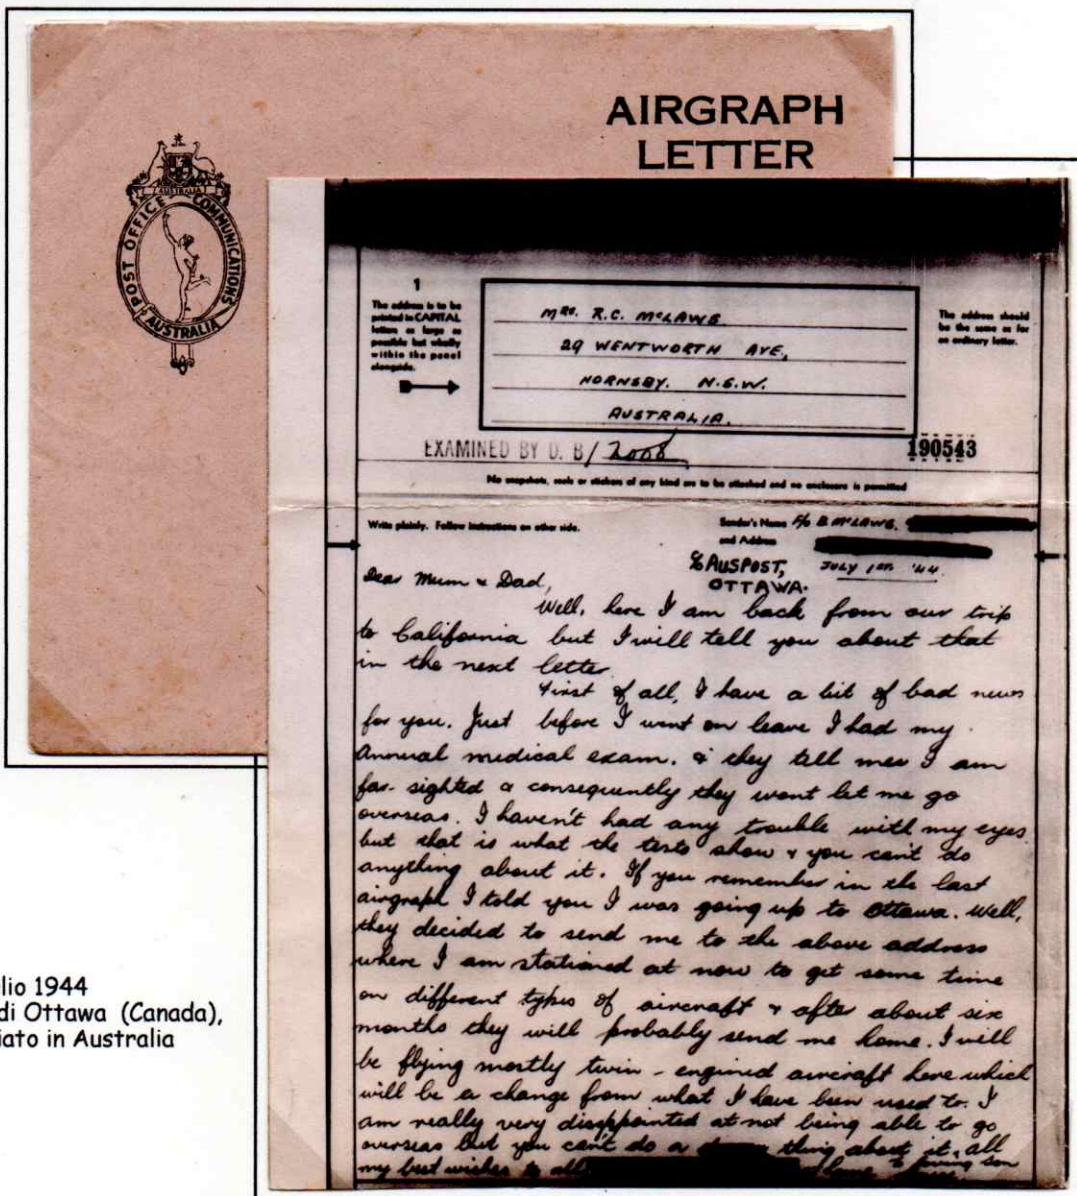 AIRGRAPH
LETTER
AUSTRALIA
POST OFFICE COMMUNICATIONS
AUSTRALIA
1
The address is to be
printed in CAPITAL
letters as large as
possible but wholly
within the panel
alongside.
MRS. R.C. McLAWS
29 WENTWORTH AVE,
HORNSBY. N.S.W.
AUSTRALIA.
The address should
be the same as for
an ordinary letter.
EXAMINED BY D. B/ 2008
190543
No snapshots, seals or stickers of any kind are to be attached and no enclosure is permitted
Write plainly. Follow instructions on other side.
Sender's Name F/o B. McLAWS.
and Address
c/o AUSPOST, JULY 1st '44
OTTAWA.
Dear Mum & Dad,
Well, here I am back from our trip
to California but I will tell you about that
in the next letter.
First of all, I have a bit of bad news
for you. Just before I went on leave I had my
Annual medical exam. & they tell me I am
far-sighted & consequently they wont let me go
overseas. I haven't had any trouble with my eyes
but that is what the tests show & you can't do
anything about it. If you remember in the last
airgraph I told you I was going up to Ottawa. Well,
they decided to send me to the above address
where I am stationed at now to get some time
on different types of aircraft & after about six
months they will probably send me home. I will
be flying mostly twin-engined aircraft here which
will be a change from what I have been used to. I
am really very disappointed at not being able to go
overseas but you can't do a thing about it. all
my best wishes to all loving son
lio 1944
di Ottawa (Canada),
iato in Australia